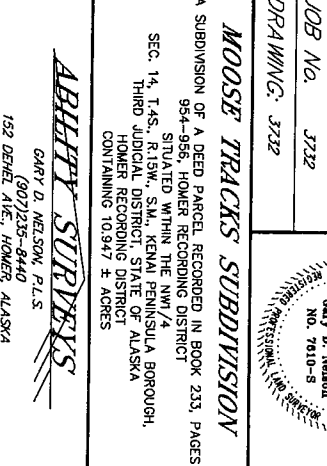 JOB No. 3732
DRAWING: 3732
Gary D. Nelson
NO. 7610-S
REGISTERED PROFESSIONAL LAND SURVEYOR
MOOSE TRACKS SUBDIVISION
A SUBDIVISION OF A DEED PARCEL RECORDED IN BOOK 233, PAGES
954-956, HOMER RECORDING DISTRICT
SITUATED WITHIN THE NW1/4
SEC. 14, T.4S., R.15W., S.M., KENAI PENINSULA BOROUGH,
THIRD JUDICIAL DISTRICT, STATE OF ALASKA
HOMER RECORDING DISTRICT
CONTAINING 10.947 ± ACRES
ABILITY SURVEYS
GARY D. NELSON, P.L.S.
(907)235-8440
152 DEHEL AVE., HOMER, ALASKA